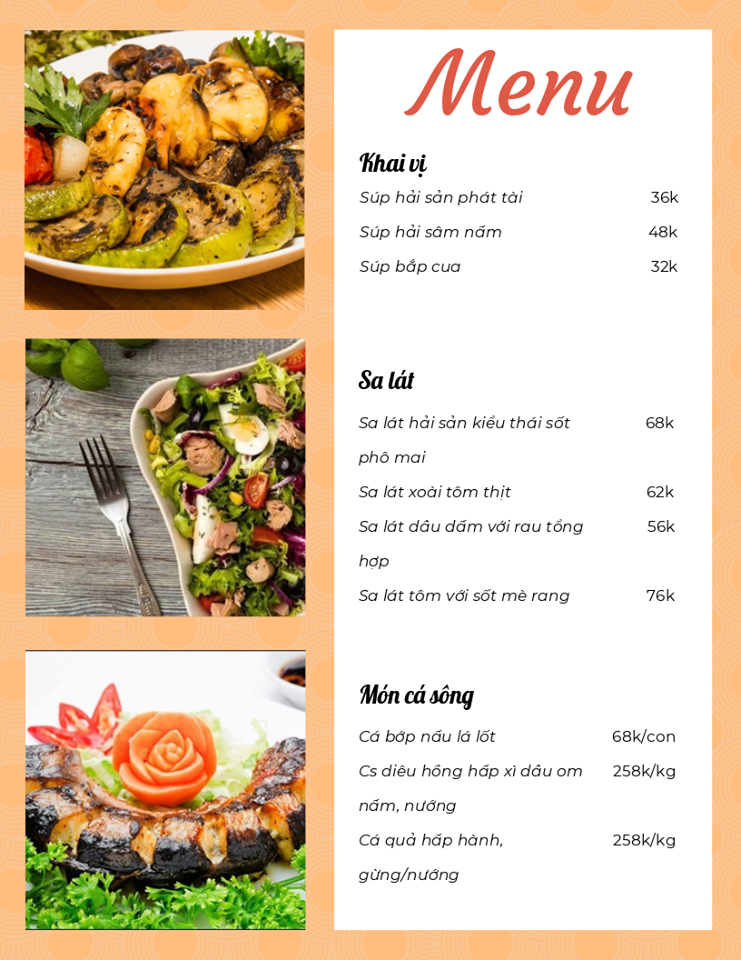 Menu
Khai vị
Súp hải sản phát tài 36k
Súp hải sâm nấm 48k
Súp bắp cua 32k
Sa lát
Sa lát hải sản kiểu thái sốt 68k
phô mai
Sa lát xoài tôm thịt 62k
Sa lát dâu dấm với rau tổng 56k
hợp
Sa lát tôm với sốt mè rang 76k
Món cá sông
Cá bớp nấu lá lốt 68k/con
Cs diêu hồng hấp xì dầu om 258k/kg
nấm, nướng
Cá quả hấp hành, 258k/kg
gừng/nướng